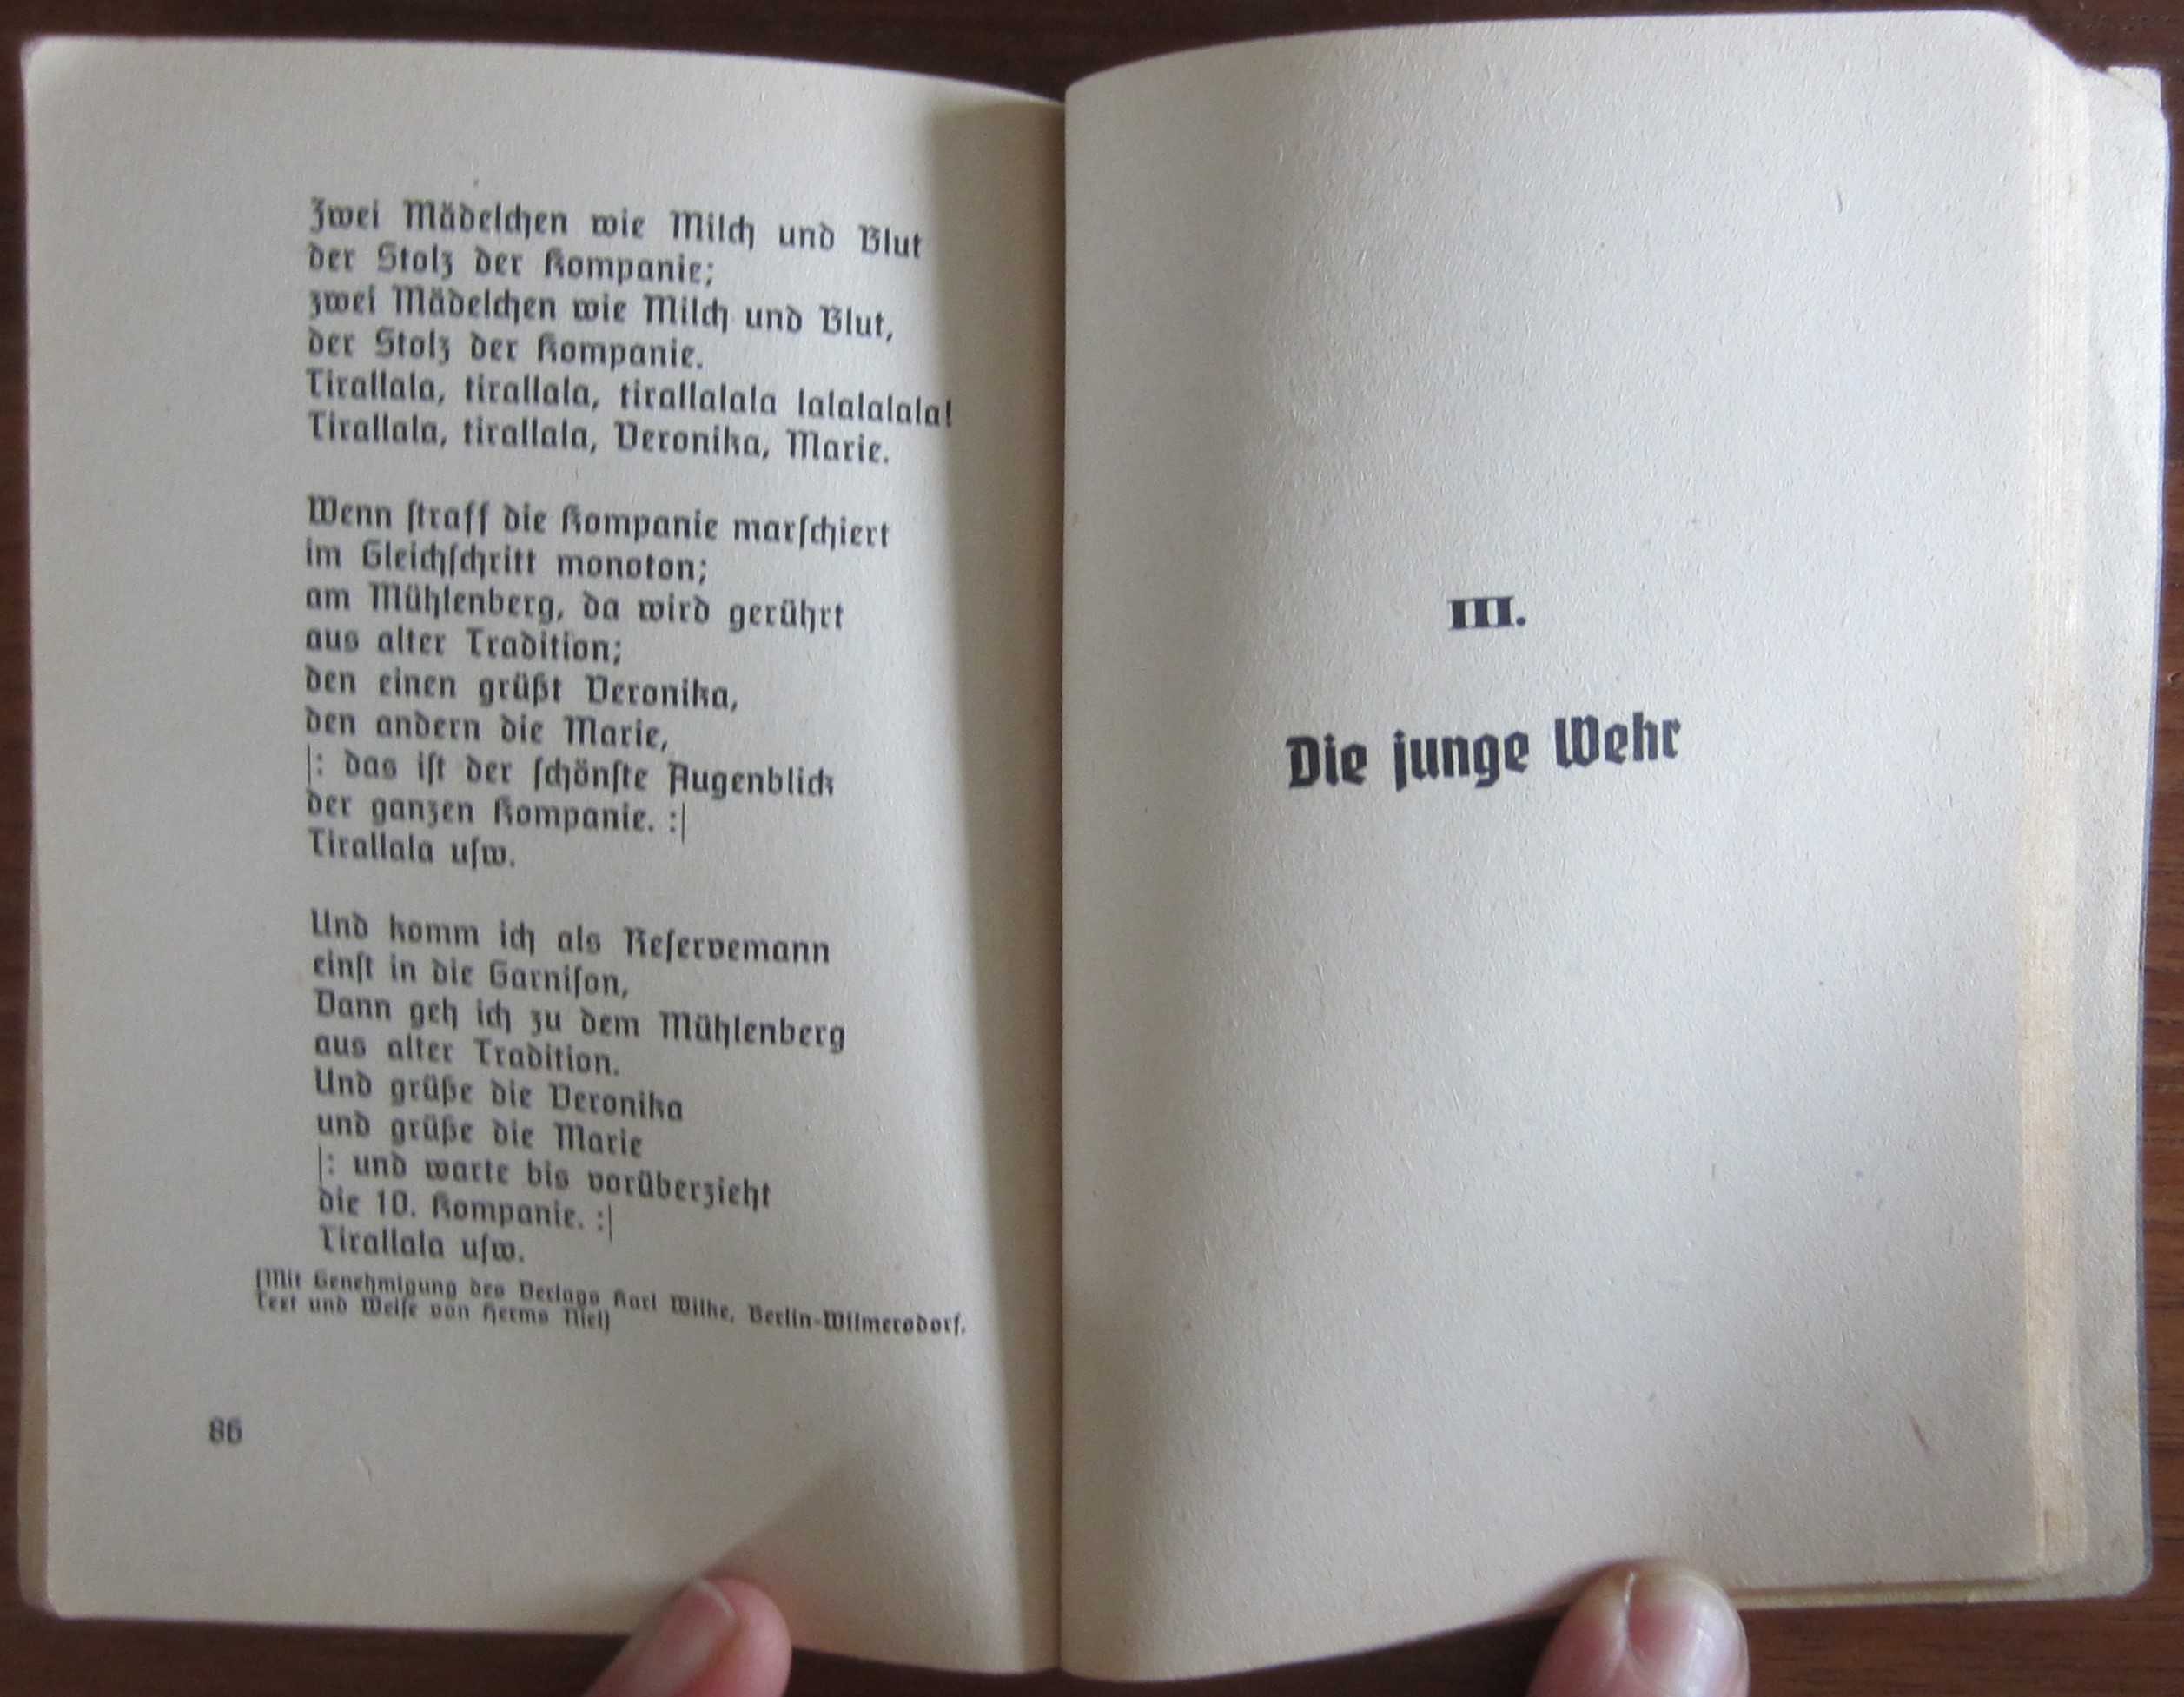 Zwei Mädelchen wie Milch und Blut
der Stolz der Kompanie;
zwei Mädelchen wie Milch und Blut,
der Stolz der Kompanie.
Tirallala, tirallala, tirallalala lalalalala!
Tirallala, tirallala, Veronika, Marie.
Wenn ſtraff die Kompanie marſchiert
im Gleichſchritt monoton;
am Mühlenberg, da wird gerührt
aus alter Tradition;
den einen grüßt Veronika,
den andern die Marie,
|: das iſt der ſchönſte Augenblick
der ganzen Kompanie. :|
Tirallala uſw.
Und komm ich als Reſervemann
einſt in die Garniſon,
Dann geh ich zu dem Mühlenberg
aus alter Tradition.
Und grüße die Veronika
und grüße die Marie
|: und warte bis vorüberzieht
die 10. Kompanie. :|
Tirallala uſw.
(Mit Genehmigung des Verlags Karl Wilke, Berlin-Wilmersdorf,
Text und Weiſe von Herms Niel)
86
III.
Die junge Wehr